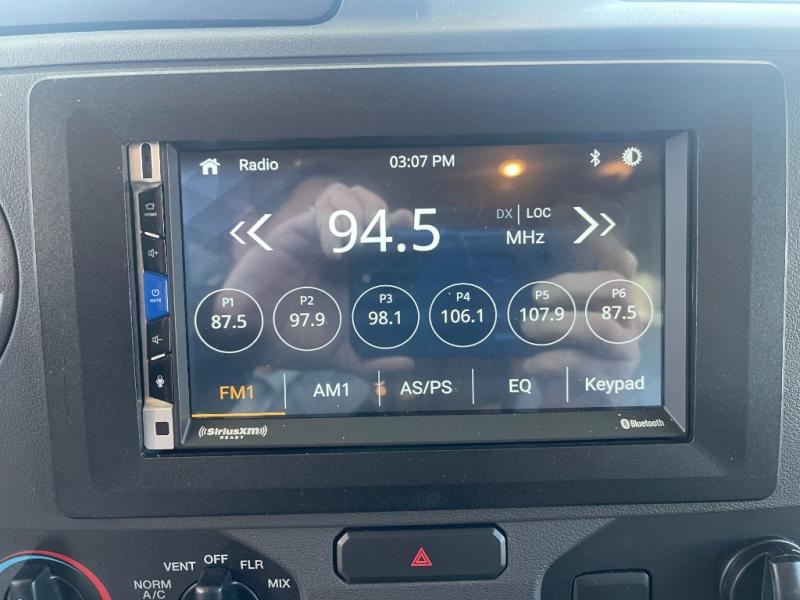 Radio 03:07 PM
HOME
94.5 DX | LOC
MHz
MUTE
P1 P2 P3 P4 P5 P6
87.5 97.9 98.1 106.1 107.9 87.5
FM1 AM1 AS/PS EQ Keypad
((SiriusXM))
READY
Bluetooth
VENT OFF FLR
NORM MIX
A/C